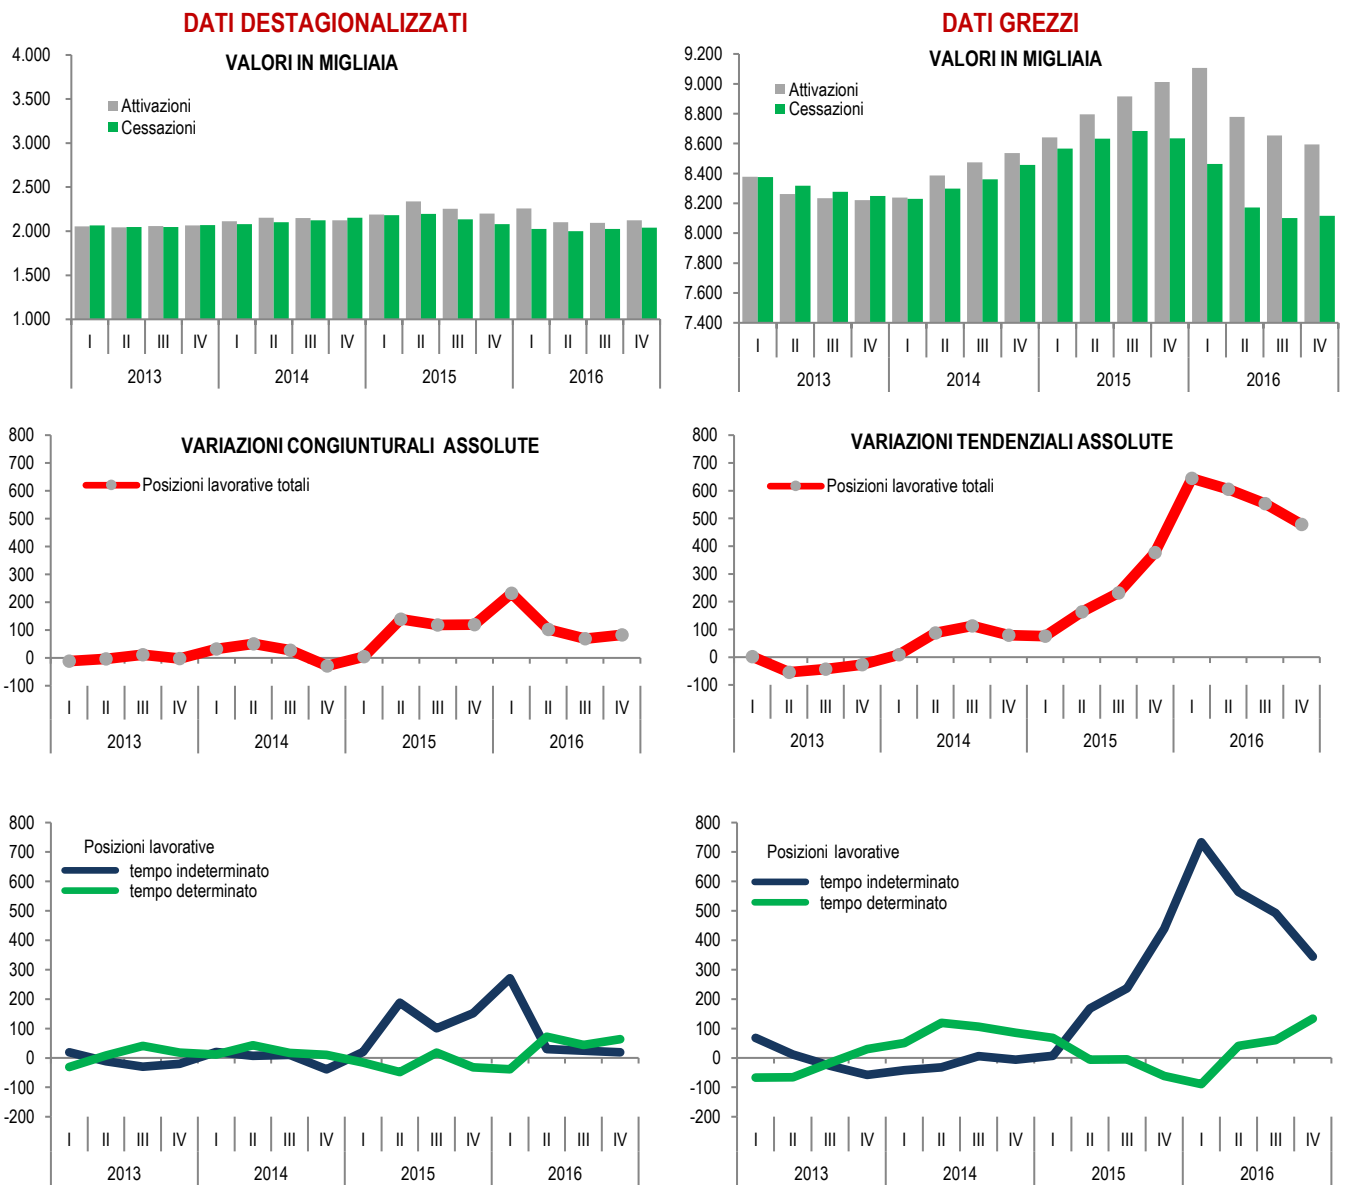 DATI DESTAGIONALIZZATI
VALORI IN MIGLIAIA
4.000
3.500
3.000
2.500
2.000
1.500
1.000
Attivazioni
Cessazioni
I II III IV I II III IV I II III IV I II III IV
2013 2014 2015 2016
DATI GREZZI
VALORI IN MIGLIAIA
9.200
9.000
8.800
8.600
8.400
8.200
8.000
7.800
7.600
7.400
Attivazioni
Cessazioni
I II III IV I II III IV I II III IV I II III IV
2013 2014 2015 2016
VARIAZIONI CONGIUNTURALI ASSOLUTE
800
700
600
500
400
300
200
100
0
-100
Posizioni lavorative totali
I II III IV I II III IV I II III IV I II III IV
2013 2014 2015 2016
VARIAZIONI TENDENZIALI ASSOLUTE
800
700
600
500
400
300
200
100
0
-100
Posizioni lavorative totali
I II III IV I II III IV I II III IV I II III IV
2013 2014 2015 2016
800
700
600
500
400
300
200
100
0
-100
-200
Posizioni lavorative
tempo indeterminato
tempo determinato
I II III IV I II III IV I II III IV I II III IV
2013 2014 2015 2016
800
700
600
500
400
300
200
100
0
-100
-200
Posizioni lavorative
tempo indeterminato
tempo determinato
I II III IV I II III IV I II III IV I II III IV
2013 2014 2015 2016